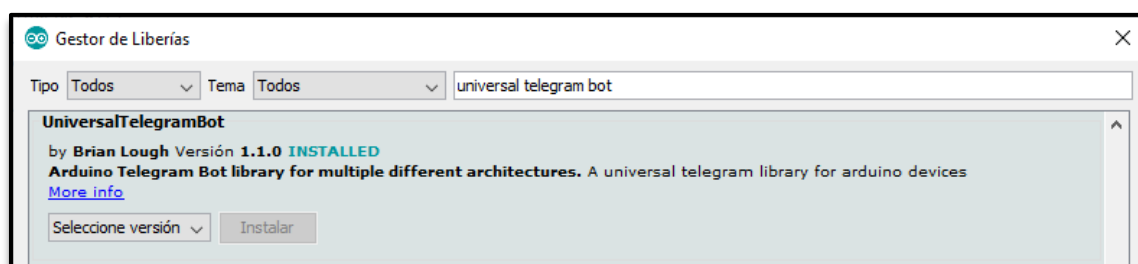 Gestor de Liberías
Tipo Todos Tema Todos universal telegram bot
UniversalTelegramBot
by Brian Lough Versión 1.1.0 INSTALLED
Arduino Telegram Bot library for multiple different architectures. A universal telegram library for arduino devices
More info
Seleccione versión Instalar